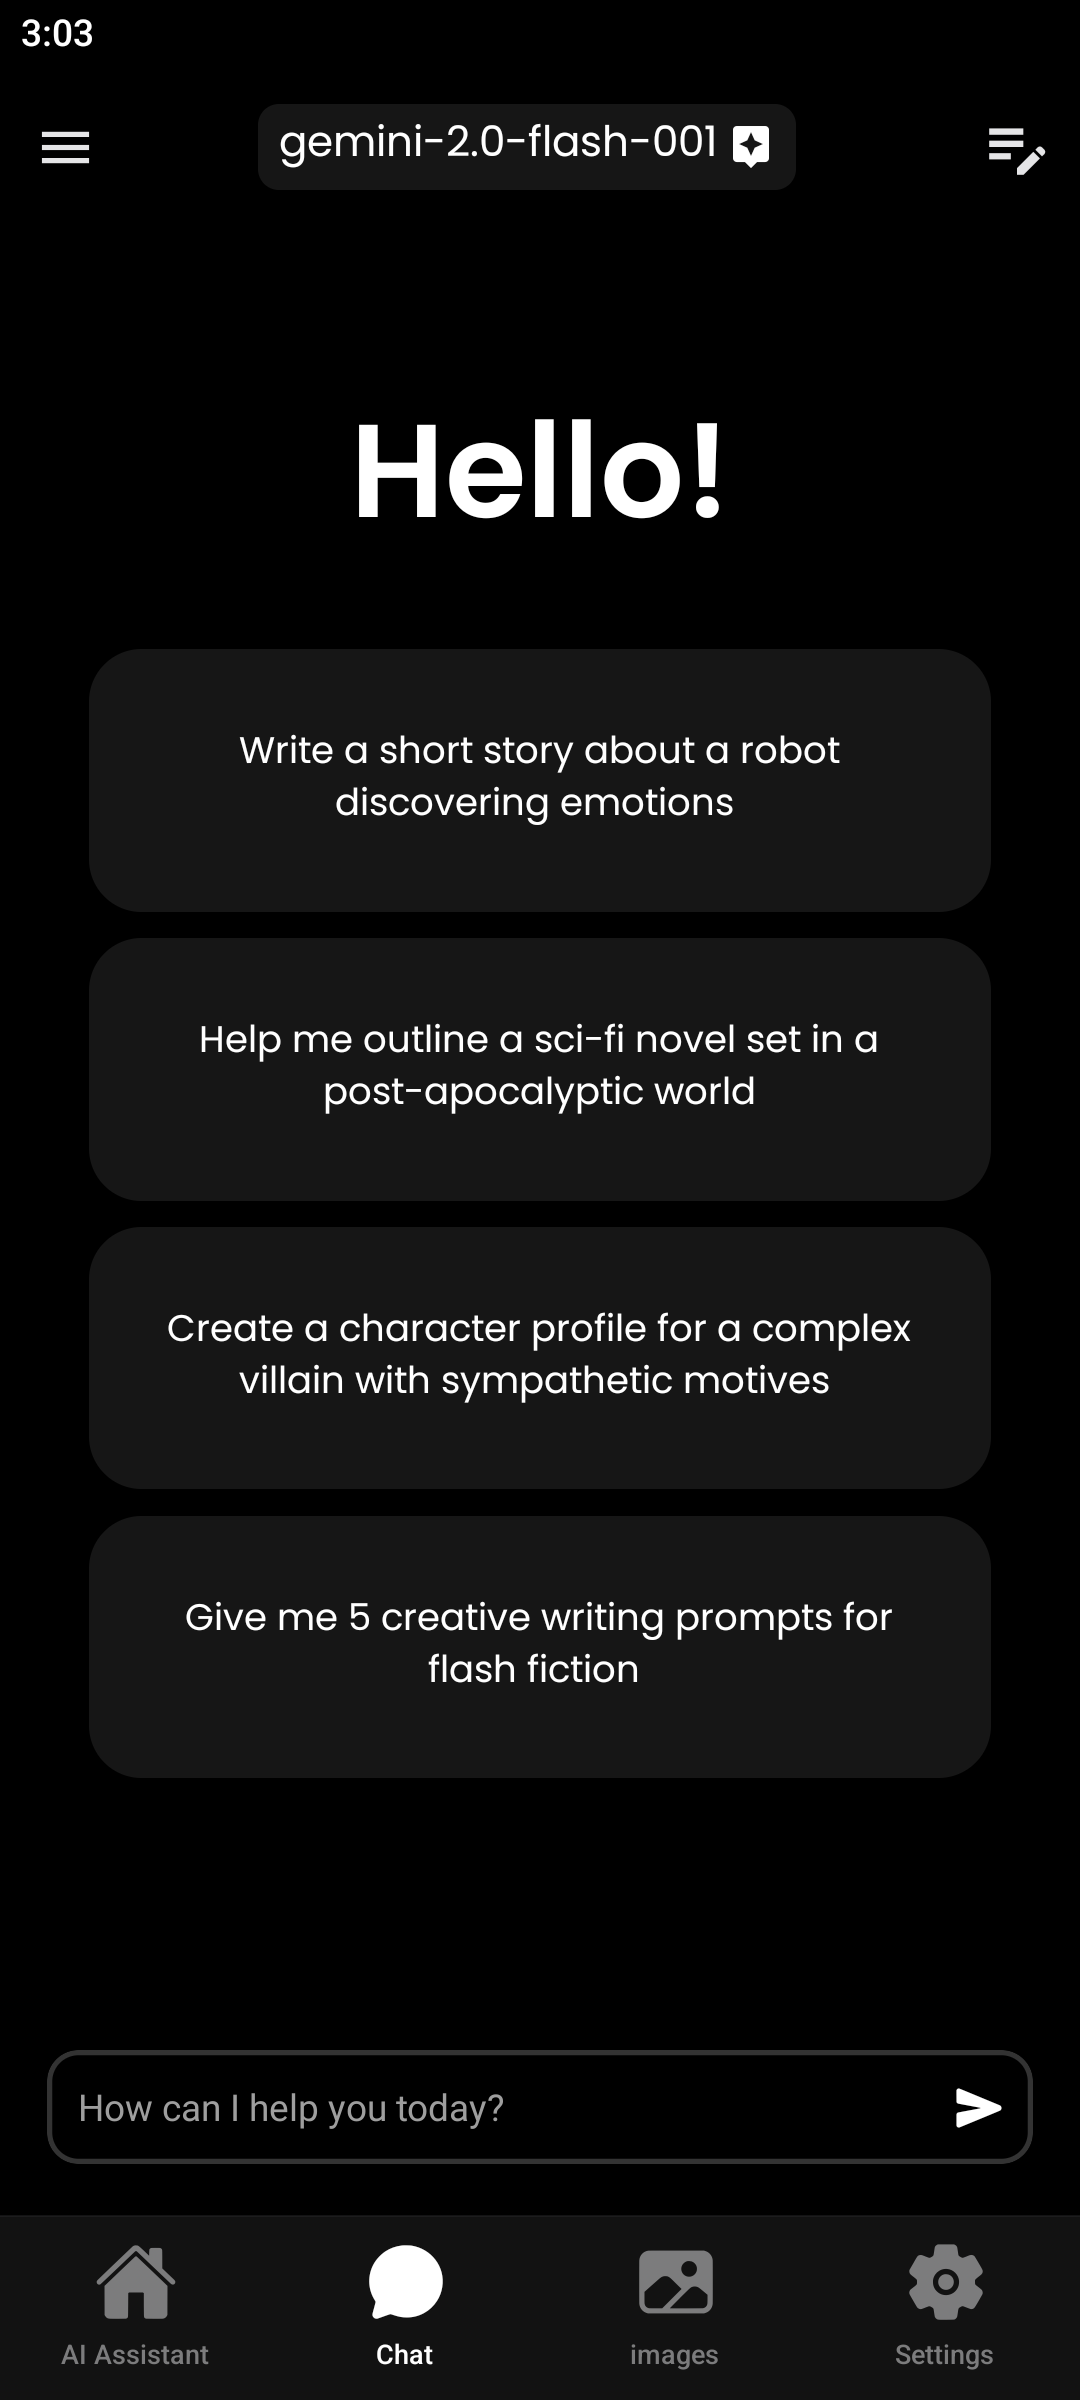 3:03
gemini-2.0-flash-001
Hello!
Write a short story about a robot
discovering emotions
Help me outline a sci-fi novel set in a
post-apocalyptic world
Create a character profile for a complex
villain with sympathetic motives
Give me 5 creative writing prompts for
flash fiction
How can I help you today?
AI Assistant
Chat
images
Settings